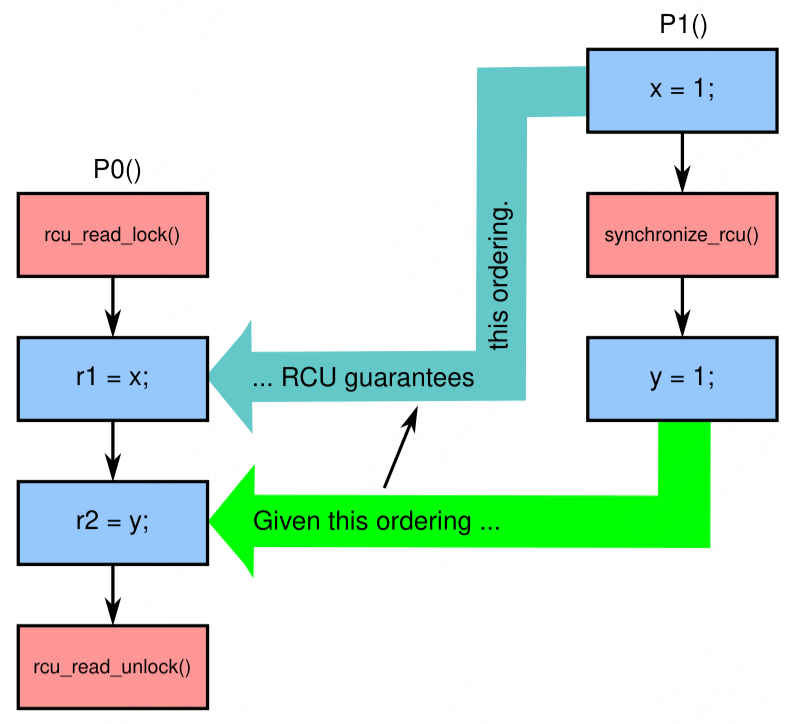 P1()
x = 1;
P0()
rcu_read_lock()
synchronize_rcu()
this ordering.
r1 = x;
... RCU guarantees
y = 1;
r2 = y;
Given this ordering ...
rcu_read_unlock()